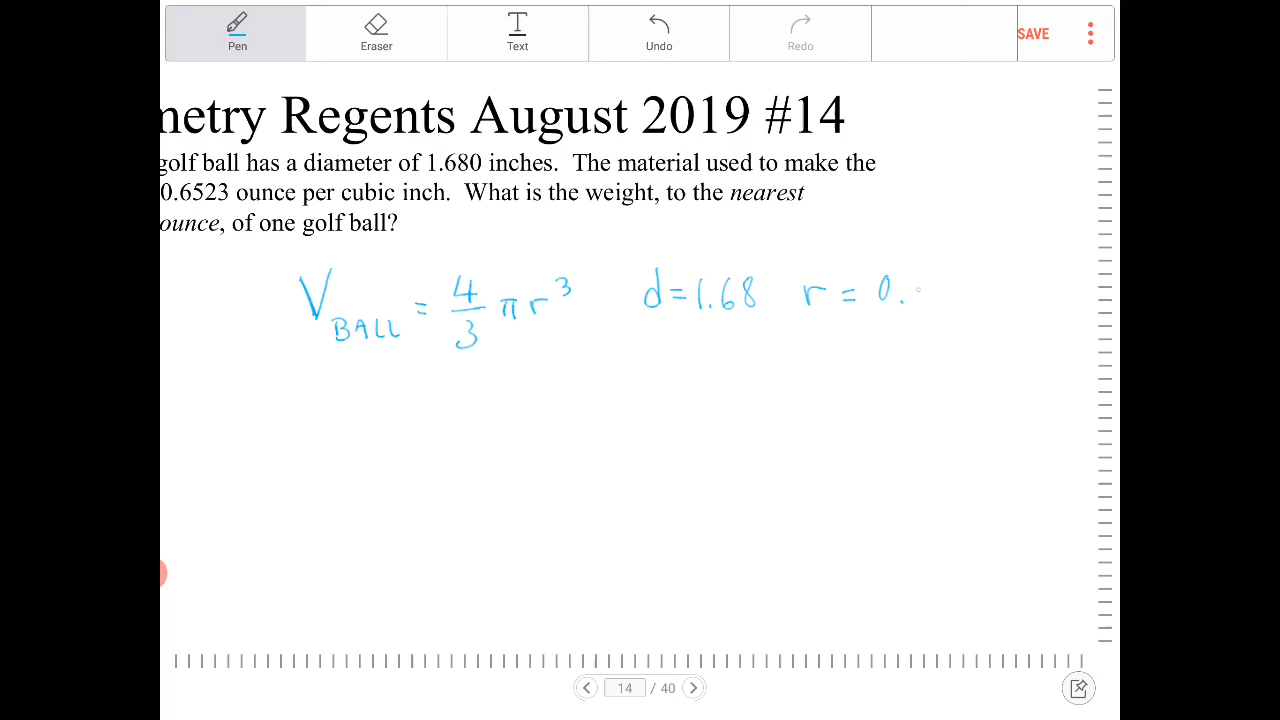 Pen Eraser Text Undo Redo SAVE
metry Regents August 2019 #14
golf ball has a diameter of 1.680 inches. The material used to make the
0.6523 ounce per cubic inch. What is the weight, to the nearest
ounce, of one golf ball?
V BALL = 4/3 πr³ d=1.68 r = 0.
14 / 40